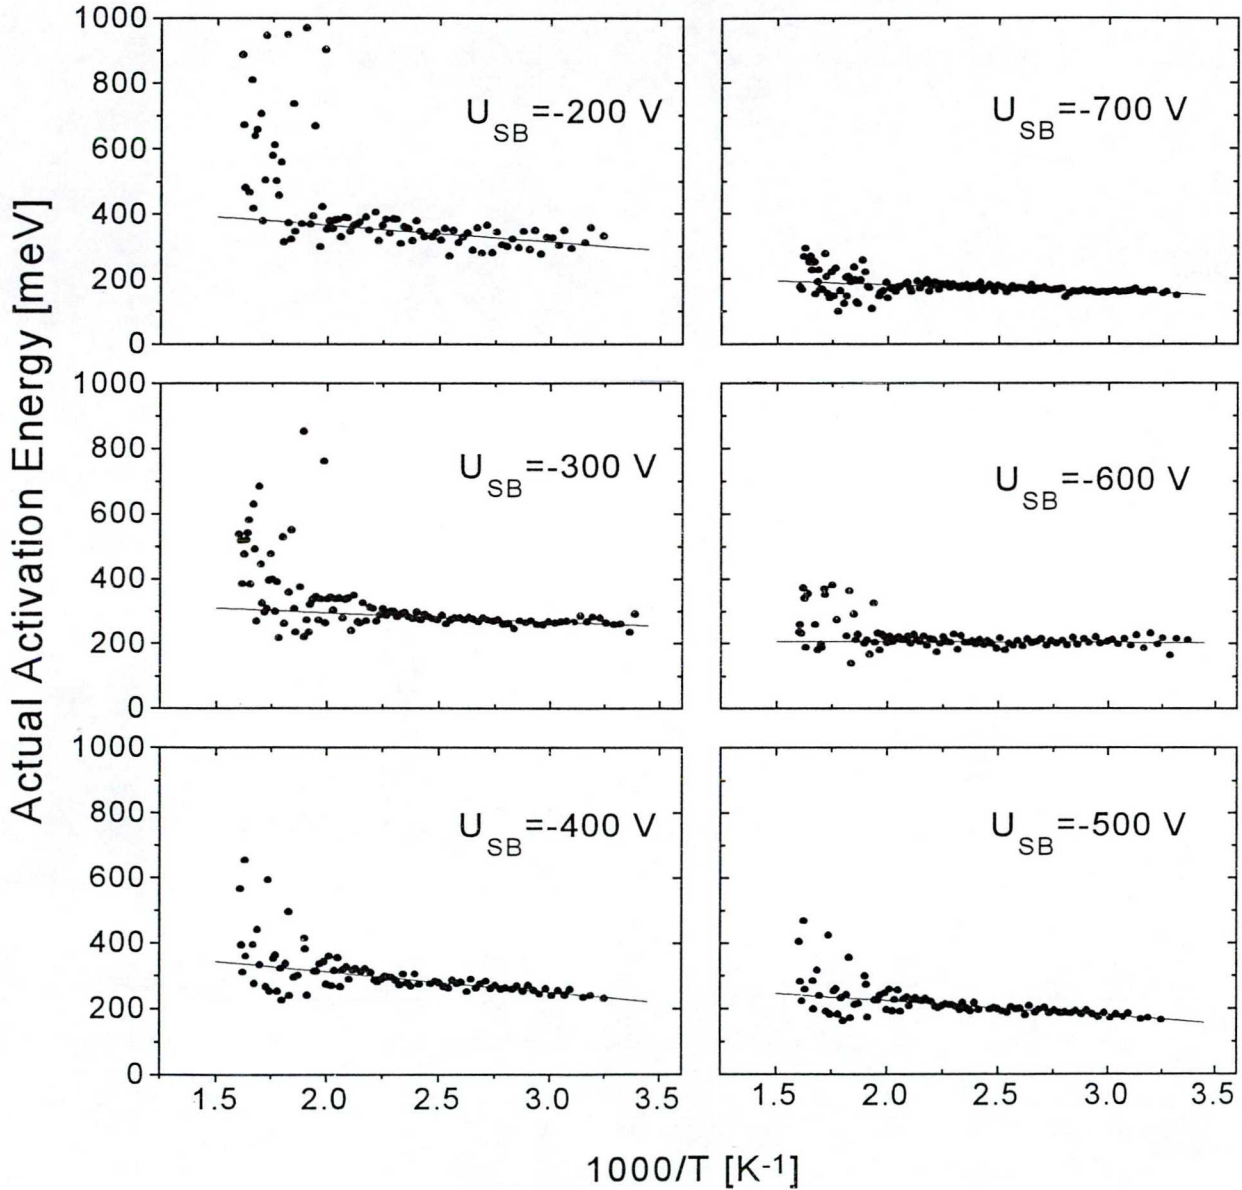 Actual Activation Energy [meV]
1000
800
600
400
200
0
U_SB=-200 V
U_SB=-700 V
1000
800
600
400
200
0
U_SB=-300 V
U_SB=-600 V
1000
800
600
400
200
0
U_SB=-400 V
U_SB=-500 V
1.5 2.0 2.5 3.0 3.5
1.5 2.0 2.5 3.0 3.5
1000/T [K-1]